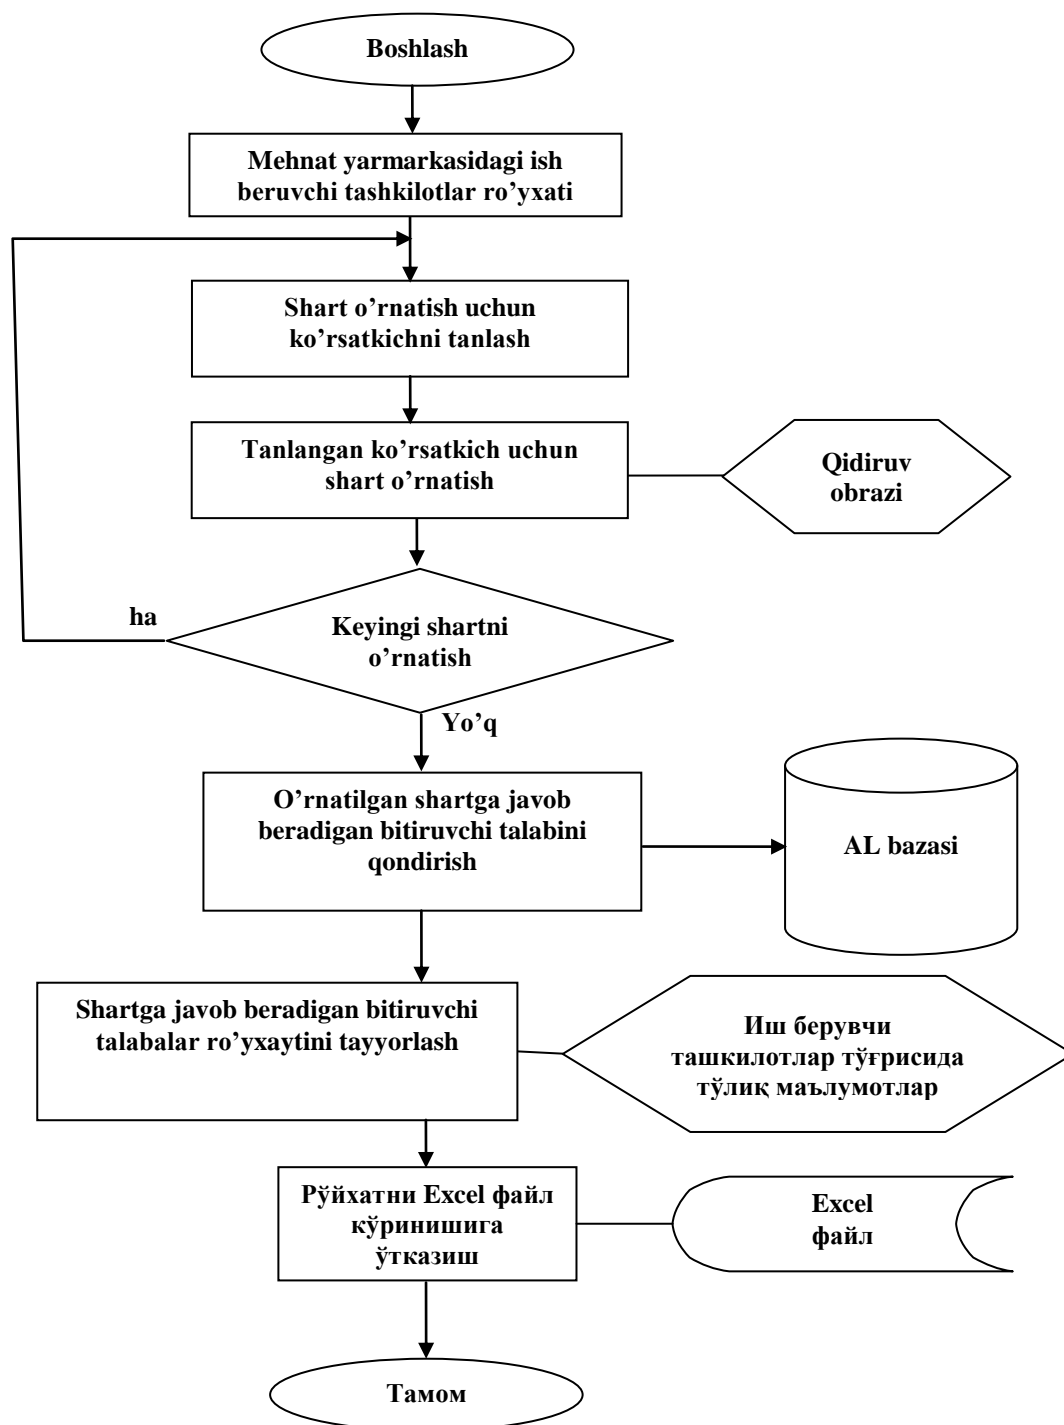 Boshlash
Mehnat yarmarkasidagi ish
beruvchi tashkilotlar ro’yxati
Shart o’rnatish uchun
ko’rsatkichni tanlash
Tanlangan ko’rsatkich uchun
shart o’rnatish
Qidiruv
obrazi
ha
Keyingi shartni
o’rnatish
Yo’q
O’rnatilgan shartga javob
beradigan bitiruvchi talabini
qondirish
AL bazasi
Shartga javob beradigan bitiruvchi
talabalar ro’yxaytini tayyorlash
Иш берувчи
ташкилотлар тўғрисида
тўлиқ маълумотлар
Рўйхатни Excel файл
кўринишига
ўтказиш
Excel
файл
Тамом